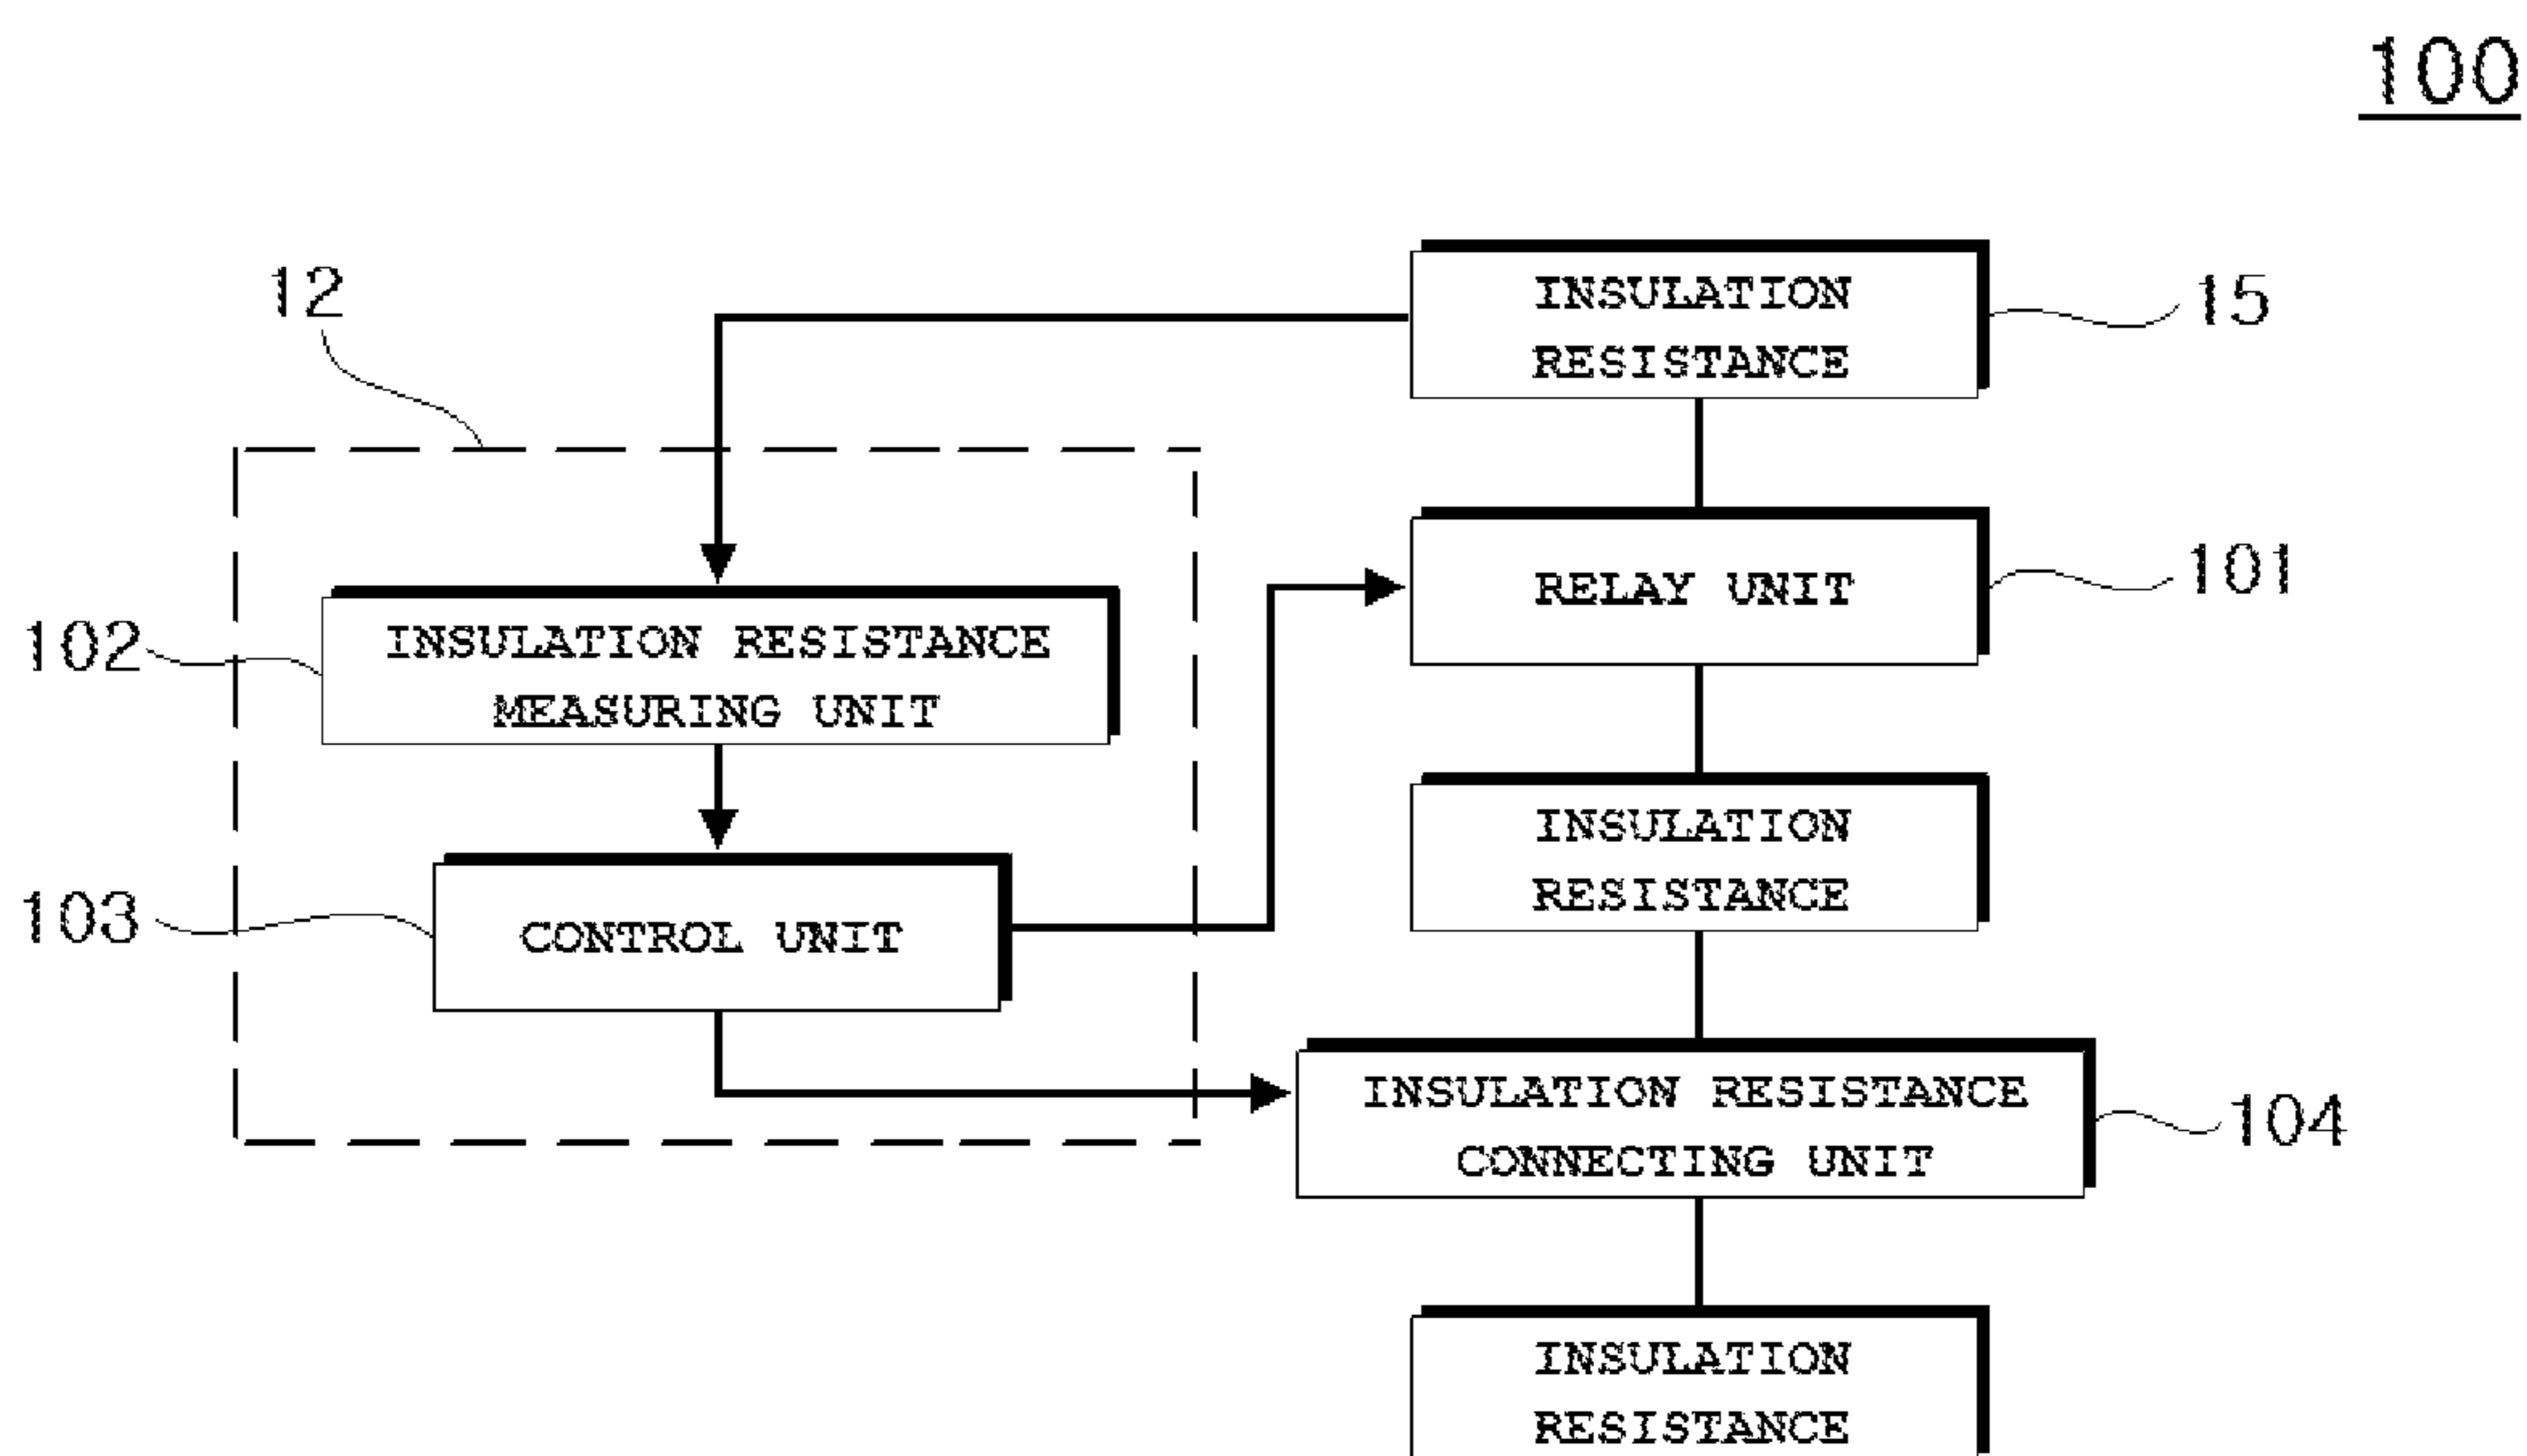 100
12
INSULATION
RESISTANCE
15
RELAY UNIT
101
102
INSULATION RESISTANCE
MEASURING UNIT
INSULATION
RESISTANCE
103
CONTROL UNIT
INSULATION RESISTANCE
CONNECTING UNIT
104
INSULATION
RESISTANCE